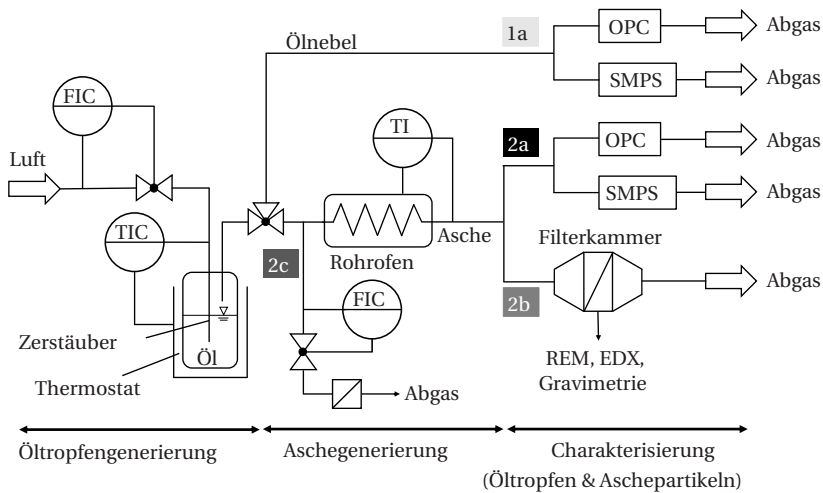 1a
OPC
Abgas
Ölnebel
SMPS
Abgas
FIC
TI
2a
OPC
Abgas
Luft
SMPS
Abgas
TIC
Asche
Filterkammer
2c
Rohrofen
Abgas
FIC
2b
Zerstäuber
Öl
REM, EDX,
Gravimetrie
Thermostat
Abgas
Öltropfengenerierung
Aschegenerierung
Charakterisierung
(Öltropfen & Aschepartikeln)